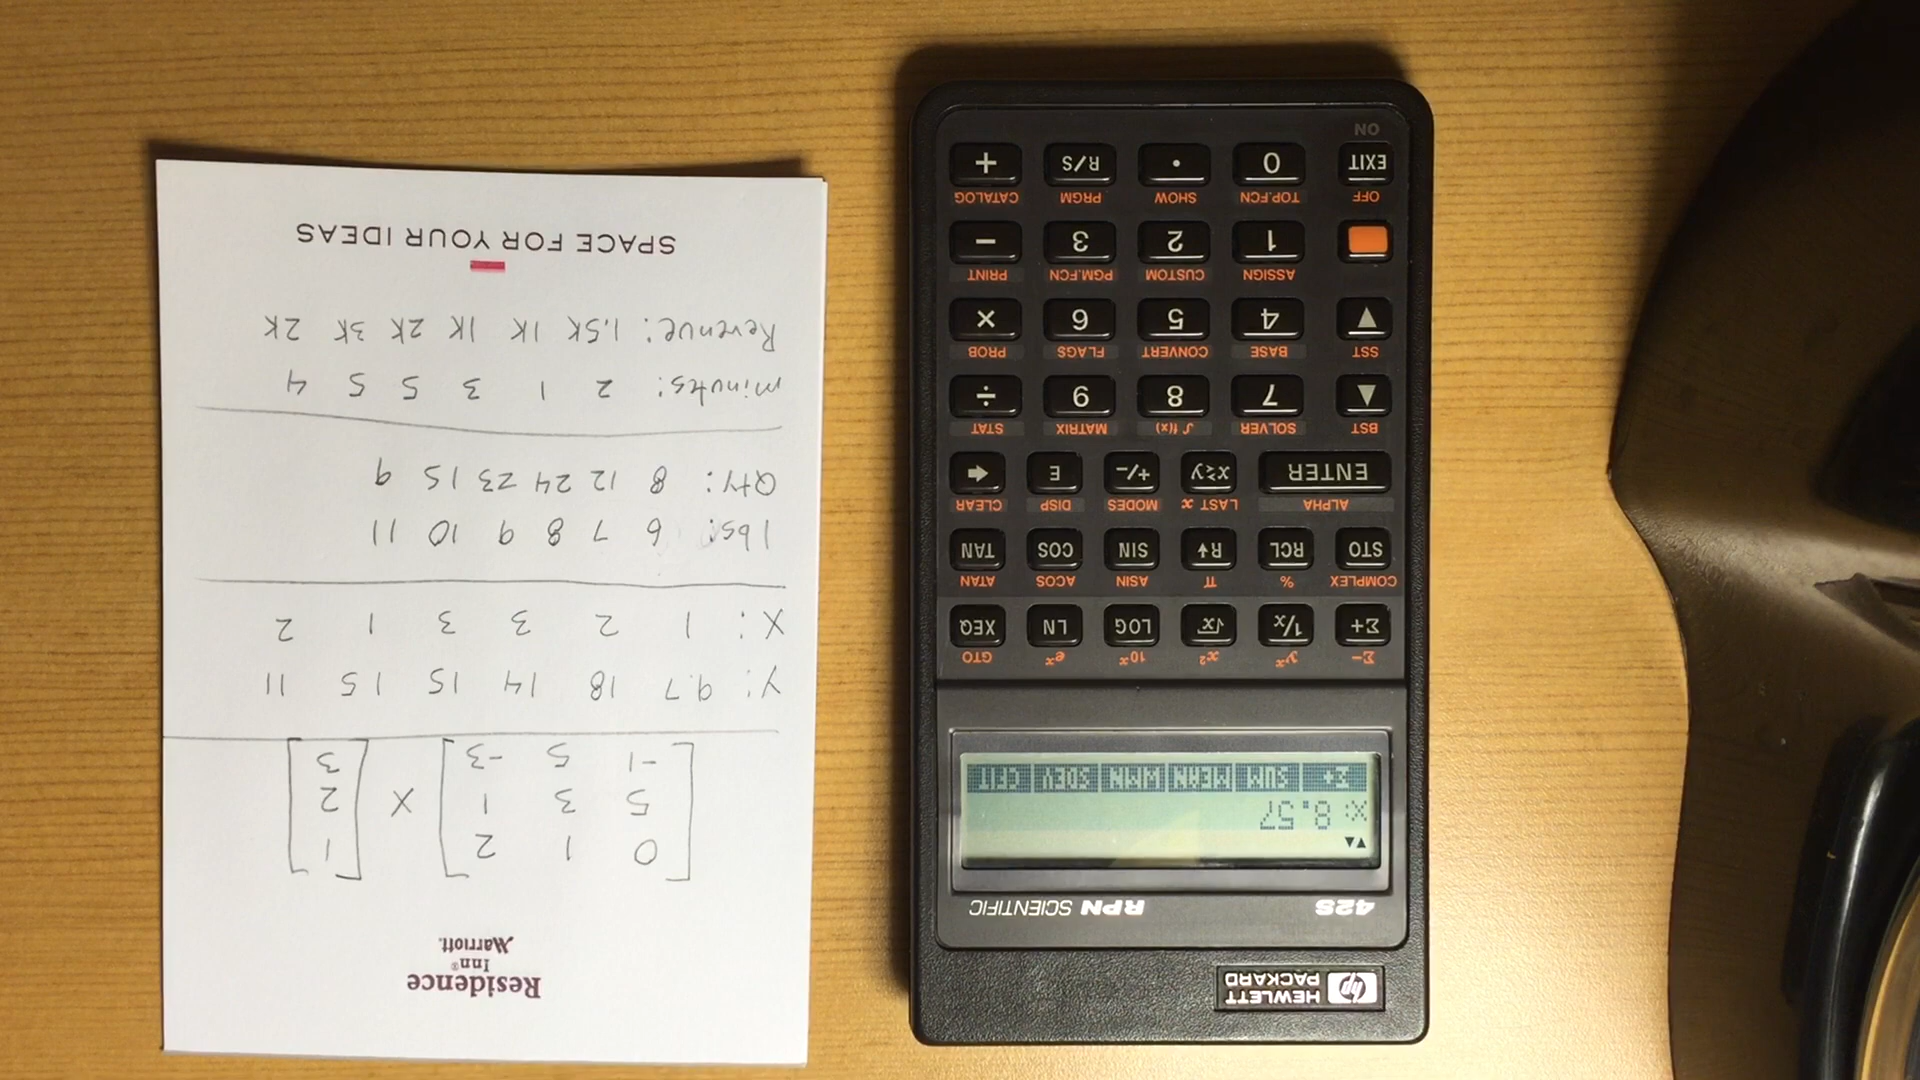 hp HEWLETT
PACKARD
42S RPN SCIENTIFIC
▲▼
x: 8.57
Σ+ SUM MEAN WMN SDEV CFIT
Σ- yˣ x² 10ˣ eˣ GTO
Σ+ 1/x √x LOG LN XEQ
COMPLEX % π ASIN ACOS ATAN
STO RCL R↓ SIN COS TAN
ALPHA LAST x MODES DISP CLEAR
ENTER x≷y +/- E ←
BST SOLVER ∫f(x) MATRIX STAT
▲ 7 8 9 ÷
SST BASE CONVERT FLAGS PROB
▼ 4 5 6 ×
ASSIGN CUSTOM PGM.FCN PRINT
1 2 3 −
OFF TOP.FCN SHOW PRGM CATALOG
EXIT 0 . R/S +
ON
Residence
Inn®
Marriott.
[0 1 2] × [1]
[5 3 1] [2]
[-1 5 -3] [3]
y: 9.7 18 14 15 15 11
x: 1 2 3 3 1 2
lbs: 6 7 8 9 10 11
Qty: 8 12 24 23 15 9
minutes: 2 1 3 5 5 4
Revenue: 1.5K 1K 1K 2K 3K 2K
SPACE FOR YOUR IDEAS